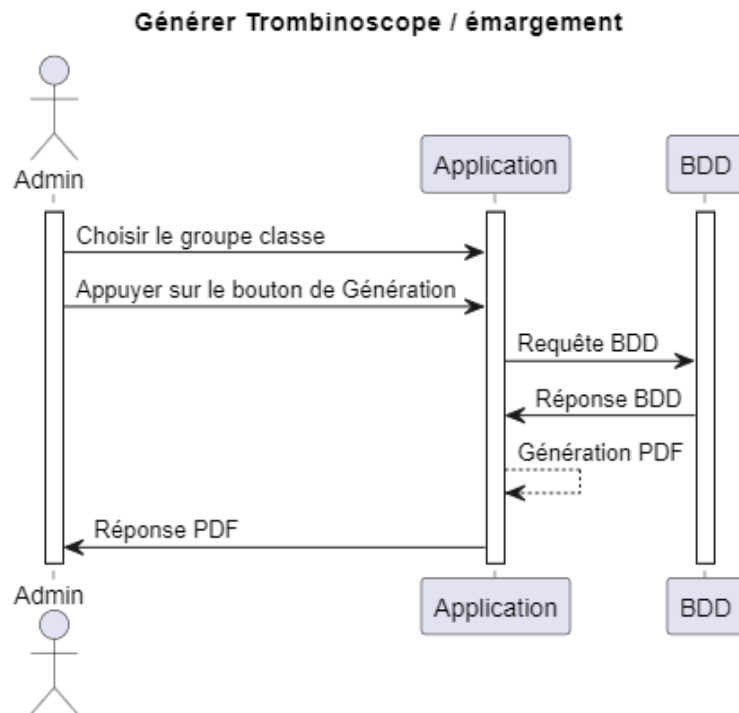 Générer Trombinoscope / émargement
Admin
Application
BDD
Choisir le groupe classe
Appuyer sur le bouton de Génération
Requête BDD
Réponse BDD
Génération PDF
Réponse PDF
Admin
Application
BDD